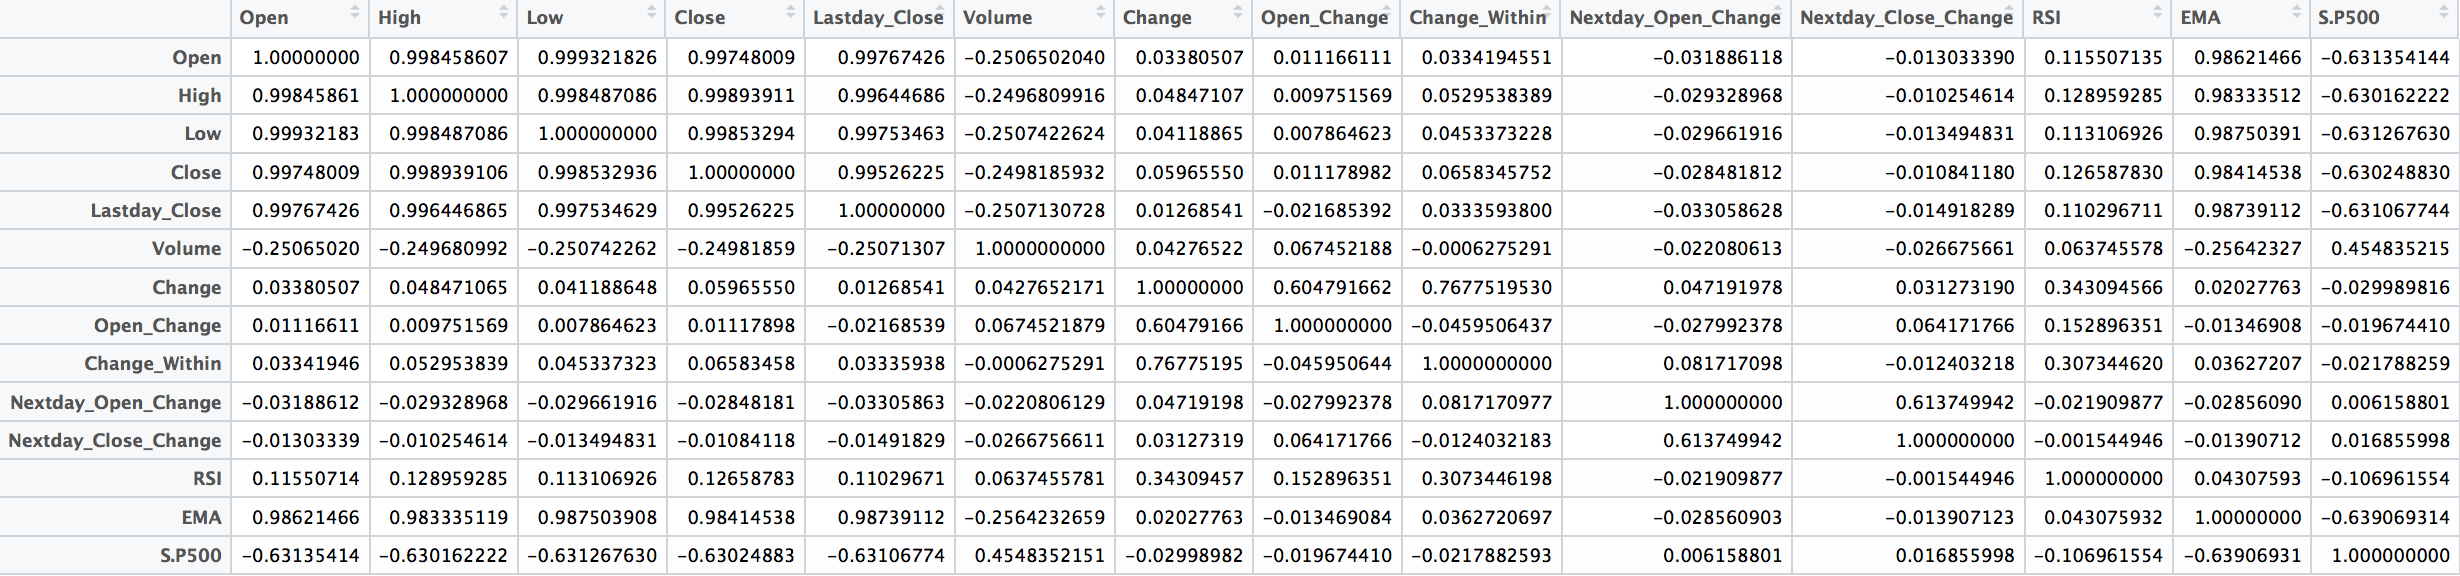 Open High Low Close Lastday_Close Volume Change Open_Change Change_Within Nextday_Open_Change Nextday_Close_Change RSI EMA S.P500
Open 1.00000000 0.998458607 0.999321826 0.99748009 0.99767426 -0.2506502040 0.03380507 0.011166111 0.0334194551 -0.031886118 -0.013033390 0.115507135 0.98621466 -0.631354144
High 0.99845861 1.000000000 0.998487086 0.99893911 0.99644686 -0.2496809916 0.04847107 0.009751569 0.0529538389 -0.029328968 -0.010254614 0.128959285 0.98333512 -0.630162222
Low 0.99932183 0.998487086 1.000000000 0.99853294 0.99753463 -0.2507422624 0.04118865 0.007864623 0.0453373228 -0.029661916 -0.013494831 0.113106926 0.98750391 -0.631267630
Close 0.99748009 0.998939106 0.998532936 1.00000000 0.99526225 -0.2498185932 0.05965550 0.011178982 0.0658345752 -0.028481812 -0.010841180 0.126587830 0.98414538 -0.630248830
Lastday_Close 0.99767426 0.996446865 0.997534629 0.99526225 1.00000000 -0.2507130728 0.01268541 -0.021685392 0.0333593800 -0.033058628 -0.014918289 0.110296711 0.98739112 -0.631067744
Volume -0.25065020 -0.249680992 -0.250742262 -0.24981859 -0.25071307 1.0000000000 0.04276522 0.067452188 -0.0006275291 -0.022080613 -0.026675661 0.063745578 -0.25642327 0.454835215
Change 0.03380507 0.048471065 0.041188648 0.05965550 0.01268541 0.0427652171 1.00000000 0.604791662 0.7677519530 0.047191978 0.031273190 0.343094566 0.02027763 -0.029989816
Open_Change 0.01116611 0.009751569 0.007864623 0.01117898 -0.02168539 0.0674521879 0.60479166 1.000000000 -0.0459506437 -0.027992378 0.064171766 0.152896351 -0.01346908 -0.019674410
Change_Within 0.03341946 0.052953839 0.045337323 0.06583458 0.03335938 -0.0006275291 0.76775195 -0.045950644 1.0000000000 0.081717098 -0.012403218 0.307344620 0.03627207 -0.021788259
Nextday_Open_Change -0.03188612 -0.029328968 -0.029661916 -0.02848181 -0.03305863 -0.0220806129 0.04719198 -0.027992378 0.0817170977 1.000000000 0.613749942 -0.021909877 -0.02856090 0.006158801
Nextday_Close_Change -0.01303339 -0.010254614 -0.013494831 -0.01084118 -0.01491829 -0.0266756611 0.03127319 0.064171766 -0.0124032183 0.613749942 1.000000000 -0.001544946 -0.01390712 0.016855998
RSI 0.11550714 0.128959285 0.113106926 0.12658783 0.11029671 0.0637455781 0.34309457 0.152896351 0.3073446198 -0.021909877 -0.001544946 1.000000000 0.04307593 -0.106961554
EMA 0.98621466 0.983335119 0.987503908 0.98414538 0.98739112 -0.2564232659 0.02027763 -0.013469084 0.0362720697 -0.028560903 -0.013907123 0.043075932 1.00000000 -0.639069314
S.P500 -0.63135414 -0.630162222 -0.631267630 -0.63024883 -0.63106774 0.4548352151 -0.02998982 -0.019674410 -0.0217882593 0.006158801 0.016855998 -0.106961554 -0.63906931 1.000000000